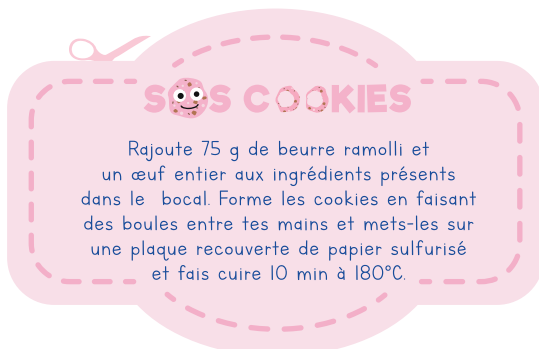 SOS COOKIES
Rajoute 75 g de beurre ramolli et
un œuf entier aux ingrédients présents
dans le bocal. Forme les cookies en faisant
des boules entre tes mains et mets-les sur
une plaque recouverte de papier sulfurisé
et fais cuire 10 min à 180°C.